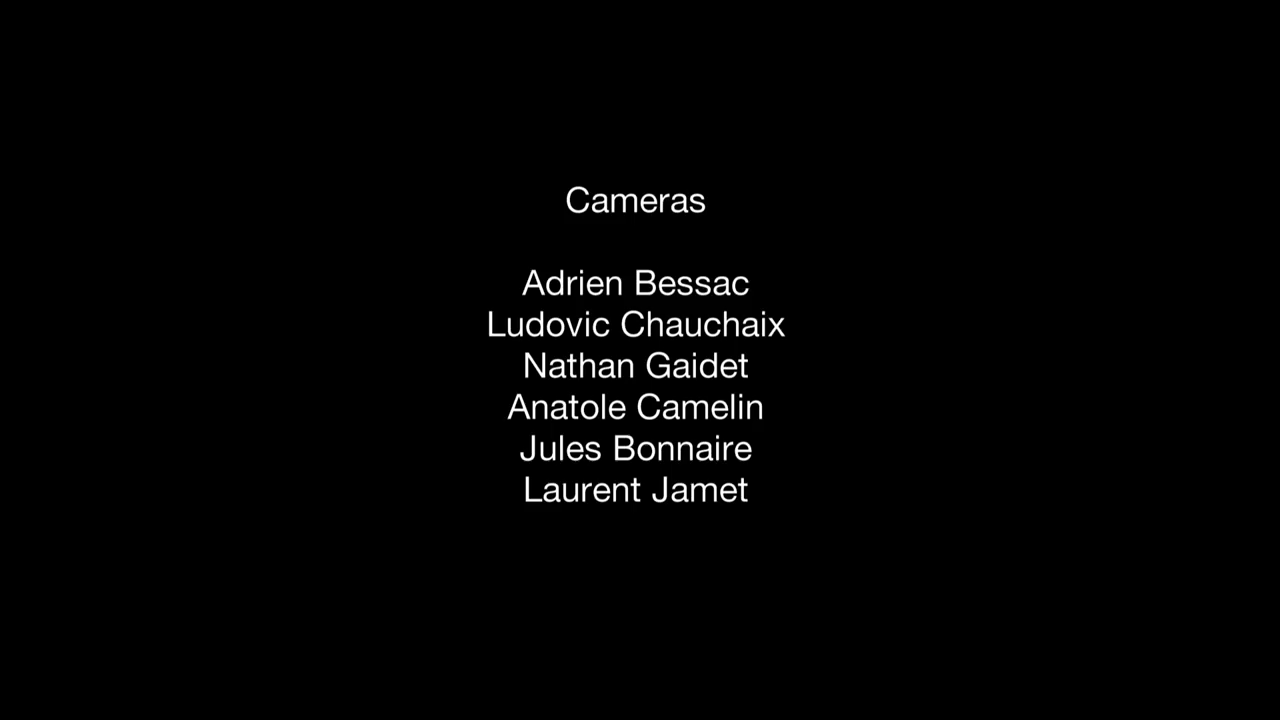 Cameras
Adrien Bessac
Ludovic Chauchaix
Nathan Gaidet
Anatole Camelin
Jules Bonnaire
Laurent Jamet